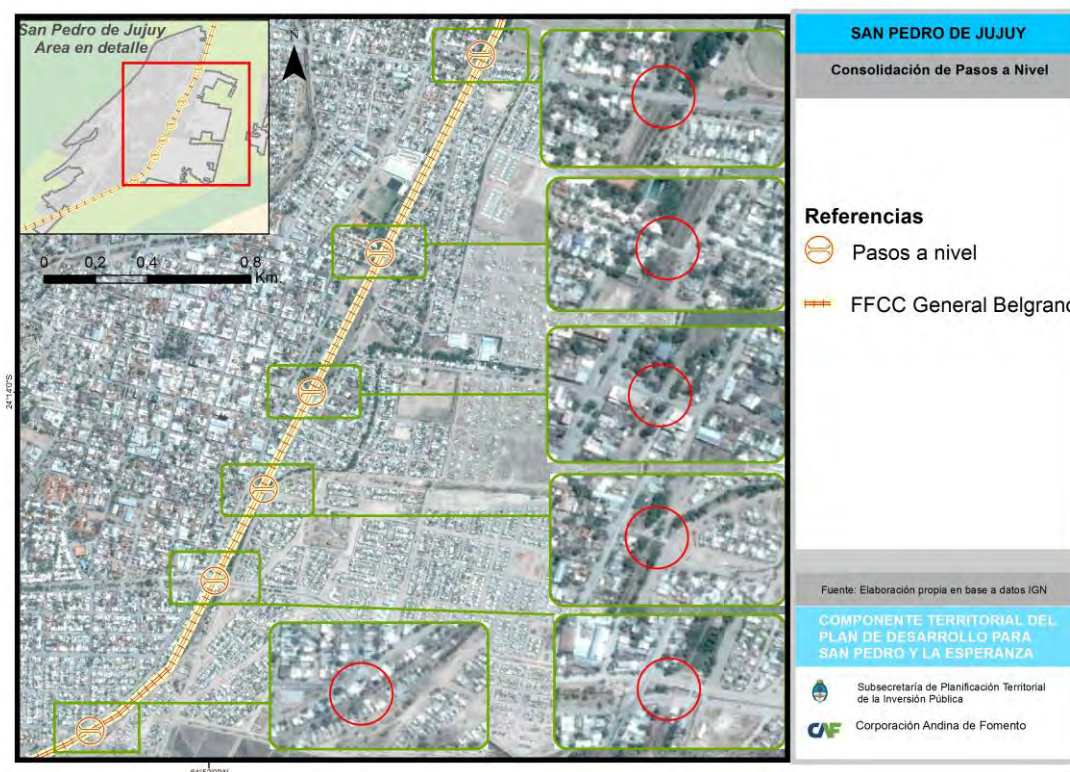 San Pedro de Jujuy
Area en detalle
N
0 0,2 0,4 0,8
Km.
24°14'0"S
SAN PEDRO DE JUJUY
Consolidación de Pasos a Nivel
Referencias
Pasos a nivel
FFCC General Belgrano
Fuente: Elaboración propia en base a datos IGN
COMPONENTE TERRITORIAL DEL
PLAN DE DESARROLLO PARA
SAN PEDRO Y LA ESPERANZA
Subsecretaría de Planificación Territorial
de la Inversión Pública
CAF
Corporación Andina de Fomento